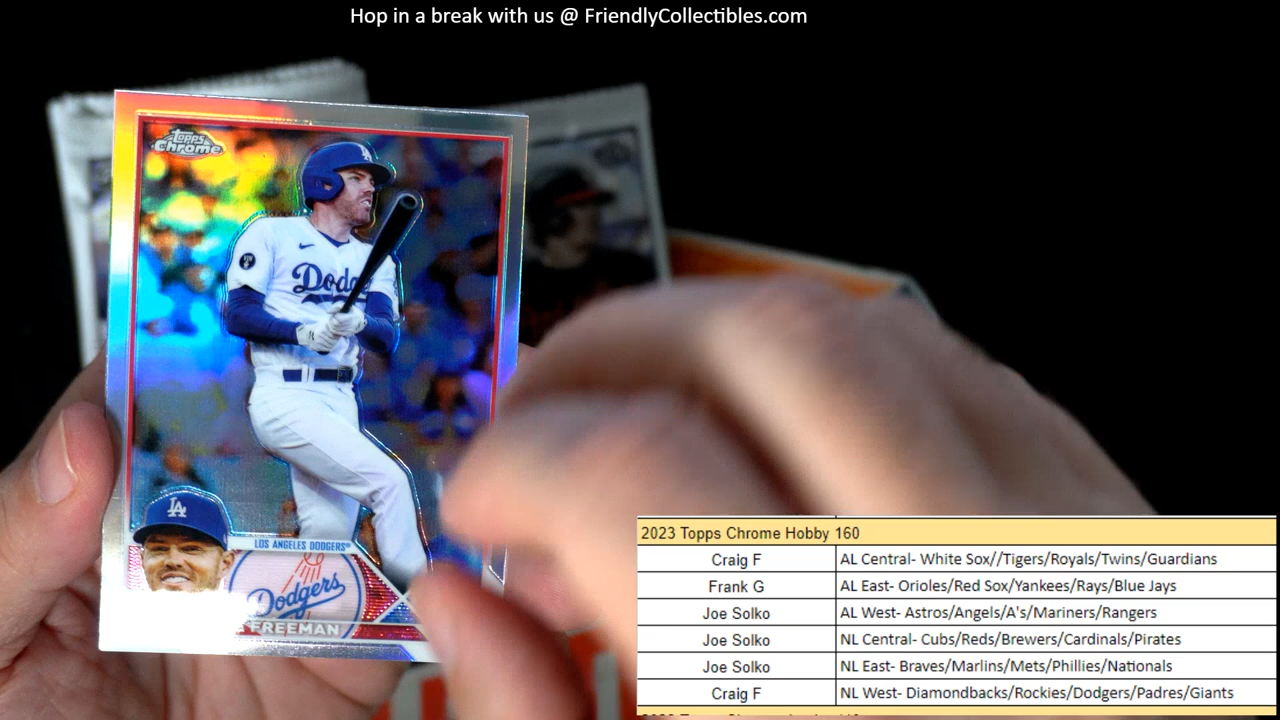 Hop in a break with us @ FriendlyCollectibles.com
topps
Chrome
LA
Dodg
LA
LOS ANGELES DODGERS®
Dodgers
FREEMAN
2023 Topps Chrome Hobby 160
Craig F AL Central- White Sox//Tigers/Royals/Twins/Guardians
Frank G AL East- Orioles/Red Sox/Yankees/Rays/Blue Jays
Joe Solko AL West- Astros/Angels/A's/Mariners/Rangers
Joe Solko NL Central- Cubs/Reds/Brewers/Cardinals/Pirates
Joe Solko NL East- Braves/Marlins/Mets/Phillies/Nationals
Craig F NL West- Diamondbacks/Rockies/Dodgers/Padres/Giants